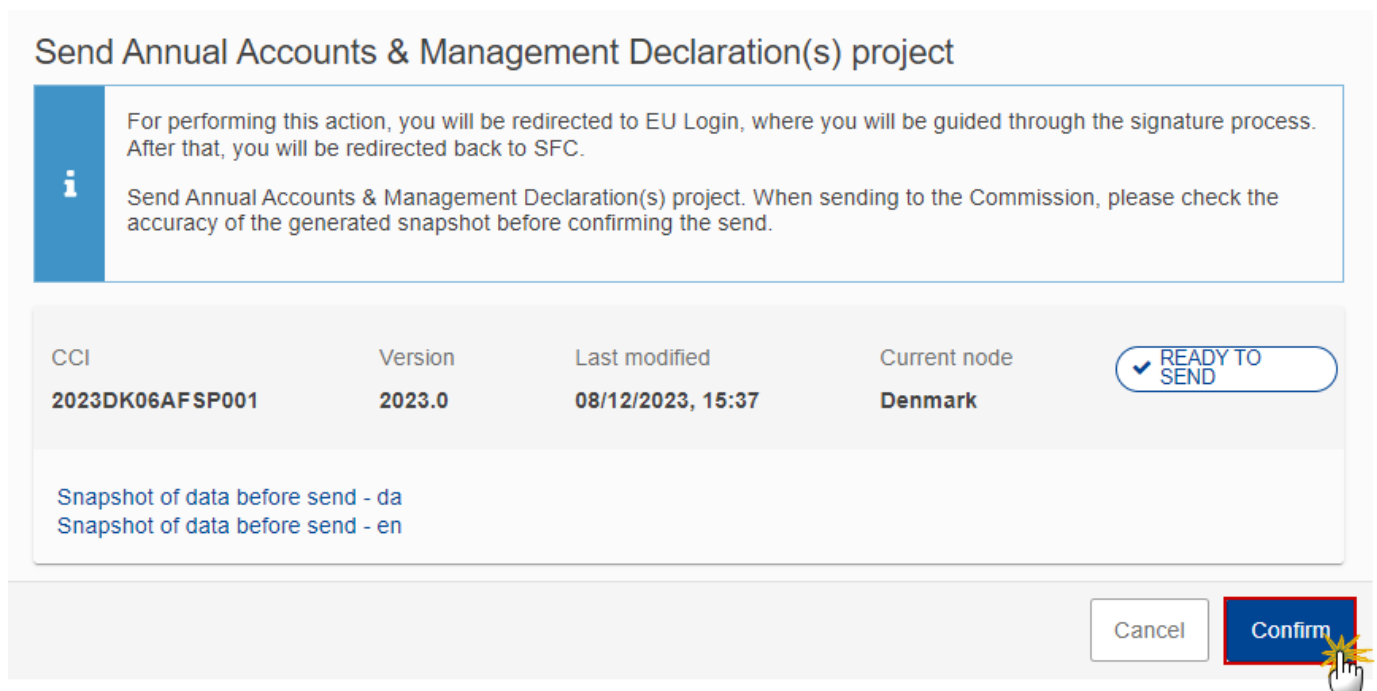 Send Annual Accounts & Management Declaration(s) project
For performing this action, you will be redirected to EU Login, where you will be guided through the signature process.
After that, you will be redirected back to SFC.
Send Annual Accounts & Management Declaration(s) project. When sending to the Commission, please check the
accuracy of the generated snapshot before confirming the send.
CCI Version Last modified Current node READY TO
SEND
2023DK06AFSP001 2023.0 08/12/2023, 15:37 Denmark
Snapshot of data before send - da
Snapshot of data before send - en
Cancel Confirm